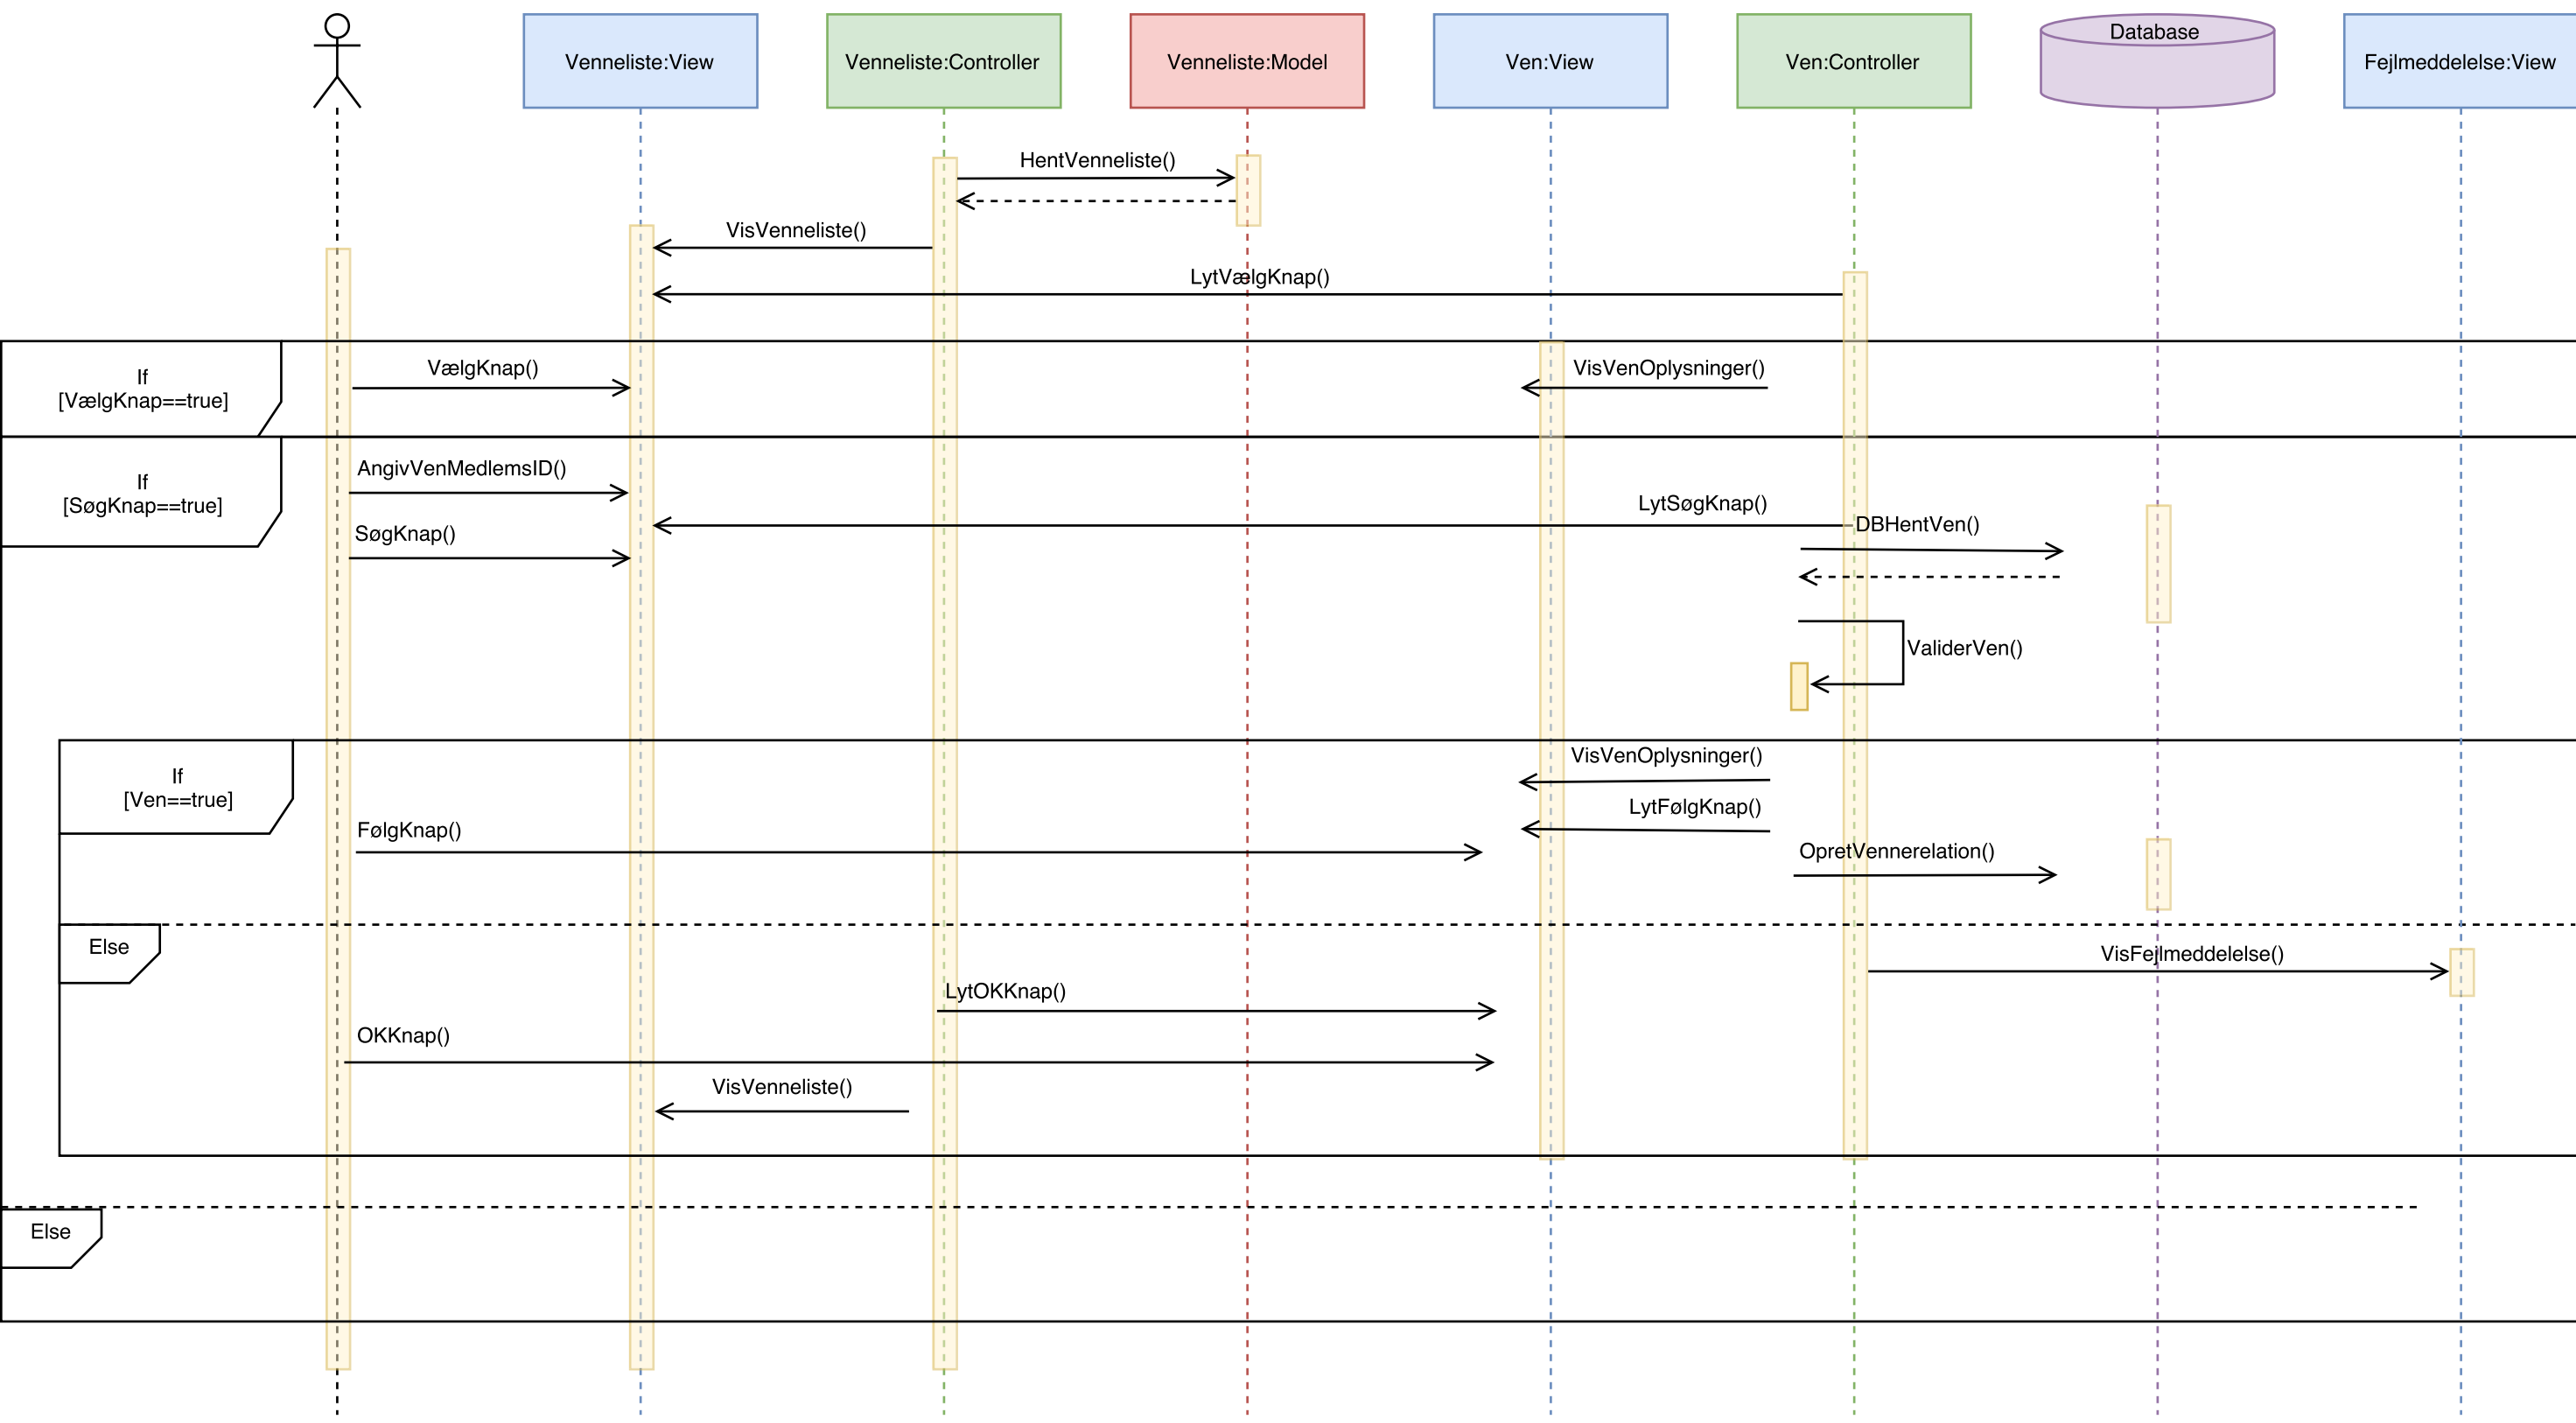 Venneliste:View
Venneliste:Controller
Venneliste:Model
Ven:View
Ven:Controller
Database
Fejlmeddelelse:View
HentVenneliste()
VisVenneliste()
LytVælgKnap()
If
[VælgKnap==true]
VælgKnap()
VisVenOplysninger()
If
[SøgKnap==true]
AngivVenMedlemsID()
LytSøgKnap()
DBHentVen()
SøgKnap()
ValiderVen()
If
[Ven==true]
VisVenOplysninger()
LytFølgKnap()
FølgKnap()
OpretVennerelation()
Else
VisFejlmeddelelse()
LytOKKnap()
OKKnap()
VisVenneliste()
Else